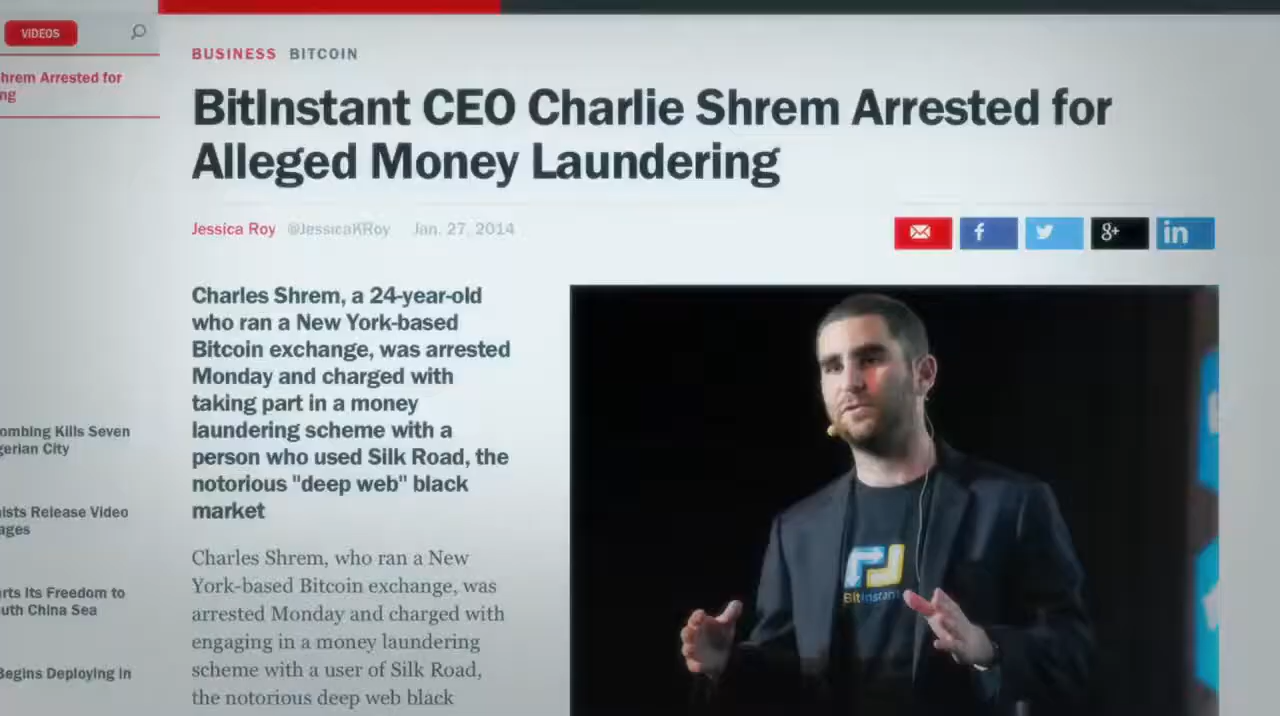 VIDEOS
hrem Arrested for
ng
BUSINESS BITCOIN
BitInstant CEO Charlie Shrem Arrested for
Alleged Money Laundering
Jessica Roy @JessicaKRoy Jan. 27, 2014
f
8+
in
Charles Shrem, a 24-year-old
who ran a New York-based
Bitcoin exchange, was arrested
Monday and charged with
taking part in a money
laundering scheme with a
person who used Silk Road, the
notorious "deep web" black
market
Charles Shrem, who ran a New
York-based Bitcoin exchange, was
arrested Monday and charged with
engaging in a money laundering
scheme with a user of Silk Road,
the notorious deep web black
ombing Kills Seven
gerian City
ists Release Video
ages
rts Its Freedom to
uth China Sea
Begins Deploying in
BitInstant